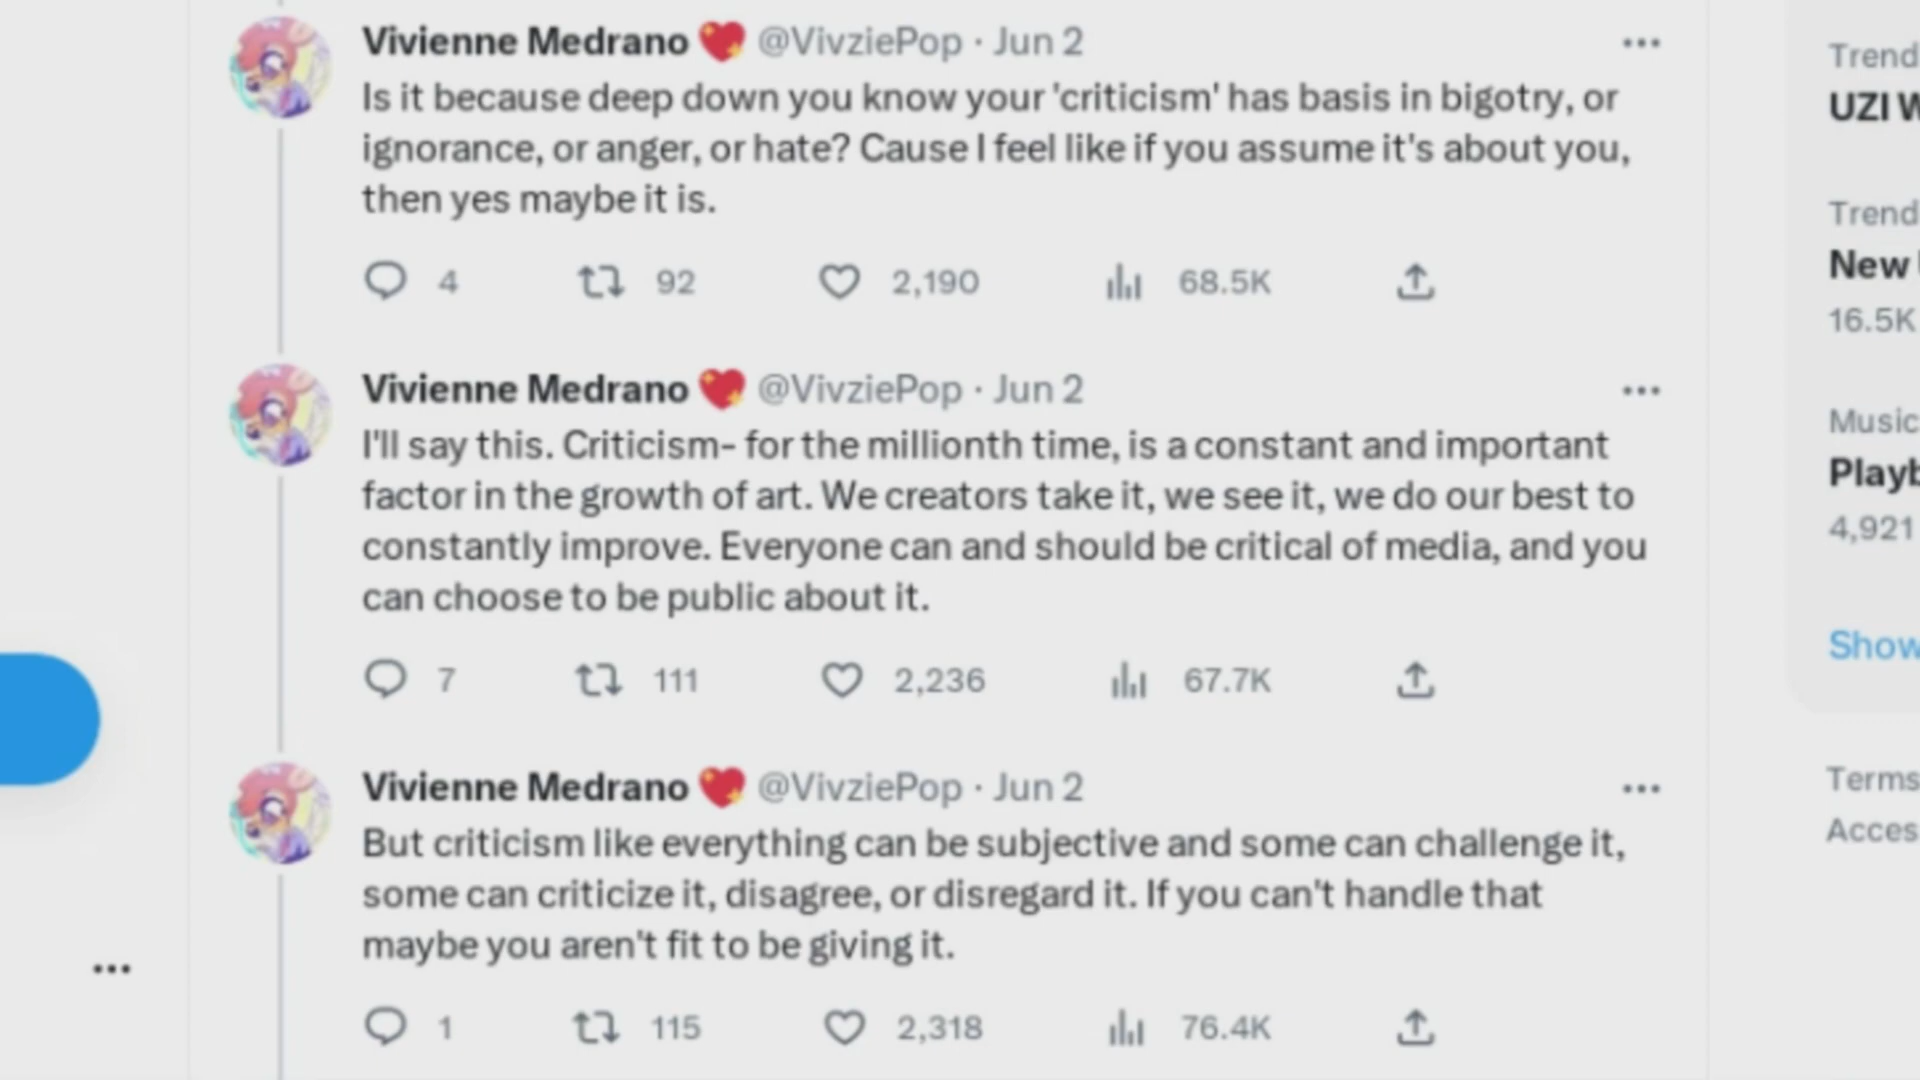 Vivienne Medrano 💖 @VivziePop · Jun 2
Is it because deep down you know your 'criticism' has basis in bigotry, or
ignorance, or anger, or hate? Cause I feel like if you assume it's about you,
then yes maybe it is.
4 92 2,190 68.5K
Vivienne Medrano 💖 @VivziePop · Jun 2
I'll say this. Criticism- for the millionth time, is a constant and important
factor in the growth of art. We creators take it, we see it, we do our best to
constantly improve. Everyone can and should be critical of media, and you
can choose to be public about it.
7 111 2,236 67.7K
Vivienne Medrano 💖 @VivziePop · Jun 2
But criticism like everything can be subjective and some can challenge it,
some can criticize it, disagree, or disregard it. If you can't handle that
maybe you aren't fit to be giving it.
1 115 2,318 76.4K
Trend
UZI W
Trend
New
16.5K
Music
Playb
4,921
Show
Terms
Acces